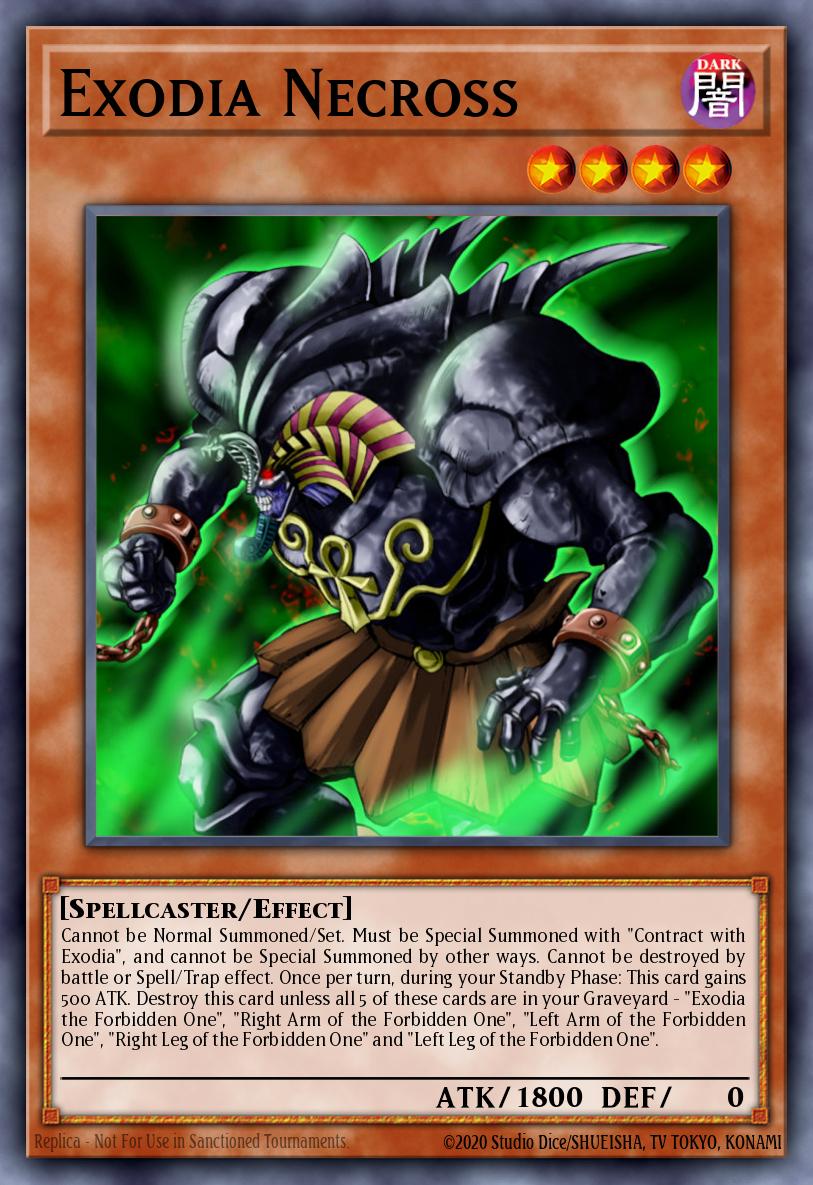 Exodia Necross
DARK
闇
[Spellcaster/Effect]
Cannot be Normal Summoned/Set. Must be Special Summoned with "Contract with
Exodia", and cannot be Special Summoned by other ways. Cannot be destroyed by
battle or Spell/Trap effect. Once per turn, during your Standby Phase: This card gains
500 ATK. Destroy this card unless all 5 of these cards are in your Graveyard - "Exodia
the Forbidden One", "Right Arm of the Forbidden One", "Left Arm of the Forbidden
One", "Right Leg of the Forbidden One" and "Left Leg of the Forbidden One".
ATK/1800 DEF/ 0
Replica - Not For Use in Sanctioned Tournaments.
©2020 Studio Dice/SHUEISHA, TV TOKYO, KONAMI